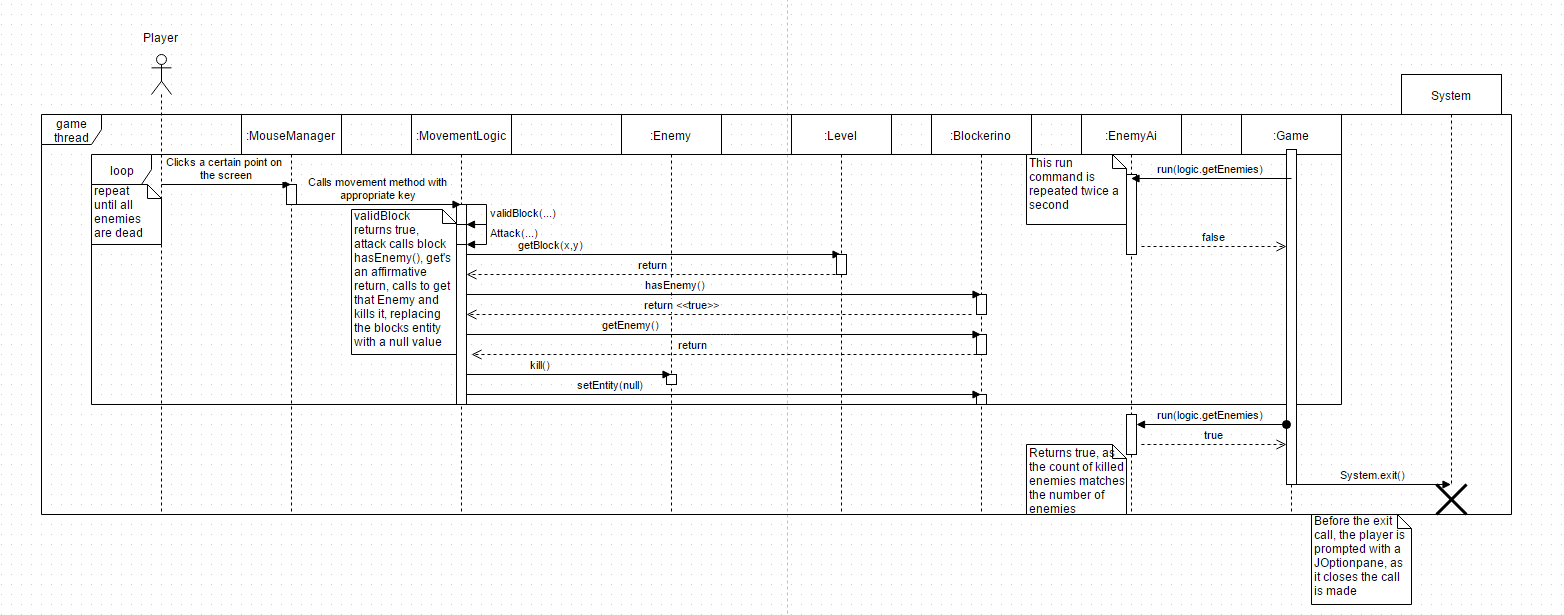 Player
System
game
thread
:MouseManager
:MovementLogic
:Enemy
:Level
:Blockerino
:EnemyAi
:Game
loop
Clicks a certain point on
the screen
repeat
until all
enemies
are dead
Calls movement method with
appropriate key
This run
command is
repeated twice a
second
run(logic.getEnemies)
false
validBlock
returns true,
attack calls block
hasEnemy(), get's
an affirmative
return, calls to get
that Enemy and
kills it, replacing
the blocks entity
with a null value
validBlock(...)
Attack(...)
getBlock(x,y)
return
hasEnemy()
return <<true>>
getEnemy()
return
kill()
setEntity(null)
run(logic.getEnemies)
true
Returns true, as
the count of killed
enemies matches
the number of
enemies
System.exit()
Before the exit
call, the player is
prompted with a
JOptionpane, as
it closes the call
is made